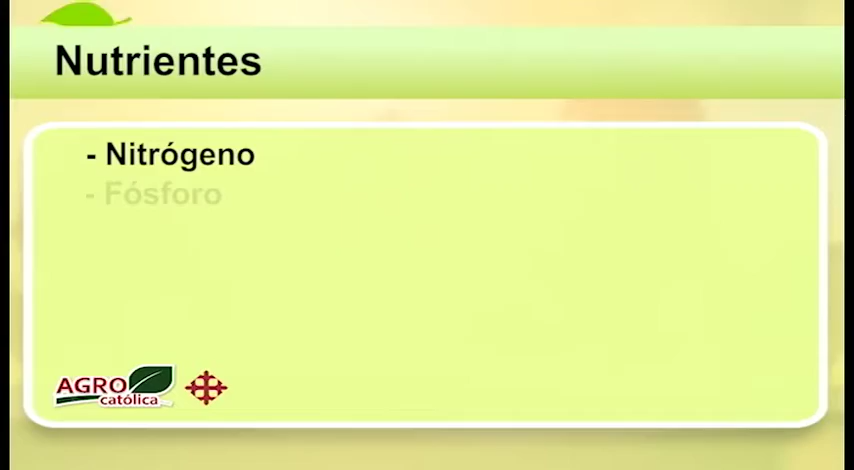 Nutrientes
- Nitrógeno
- Fósforo
AGRO
católica